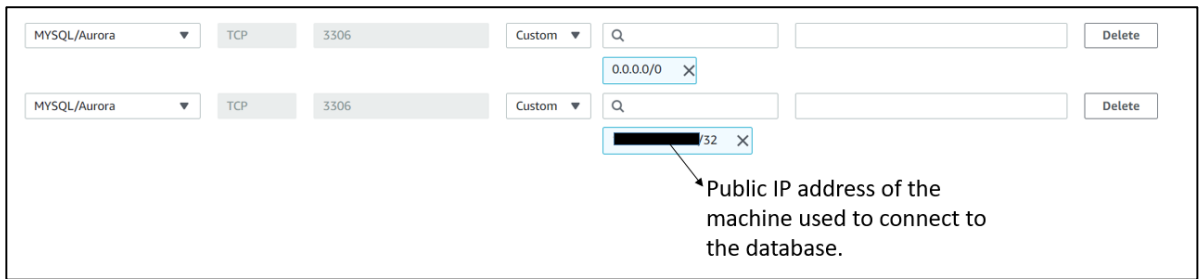 MYSQL/Aurora TCP 3306 Custom Delete
0.0.0.0/0
MYSQL/Aurora TCP 3306 Custom Delete
/32
Public IP address of the
machine used to connect to
the database.